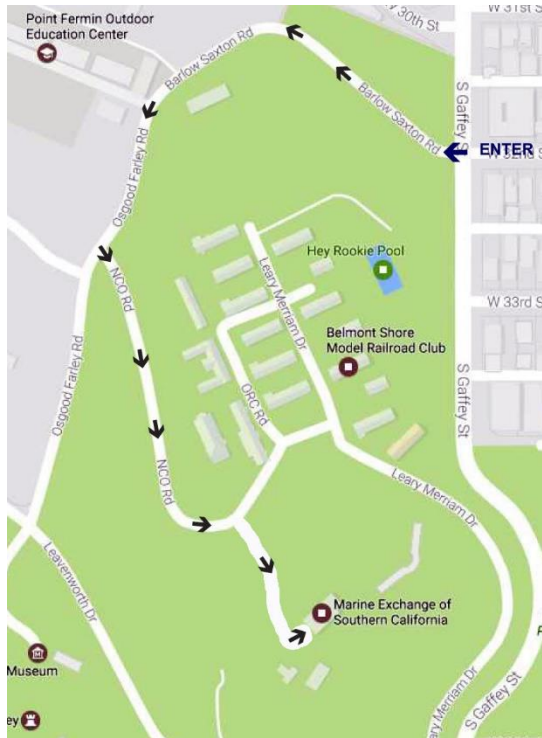 W 31st S
Point Fermin Outdoor
Education Center
y 30th St
Barlow Saxton Rd
Barlow Saxton Rd
S Gaffey S
ENTER
W 32nd S
Osgood Farley Rd
NCO Rd
Hey Rookie Pool
W 33rd S
Leary Merriam Dr
Belmont Shore
Model Railroad Club
Osgood Farley Rd
ORC Rd
S Gaffey St
NCO Rd
Leary Merriam Dr
Leavenworth Dr
Marine Exchange of
Southern California
P
Museum
Leary Merriam Dr
S Gaffey St
ey